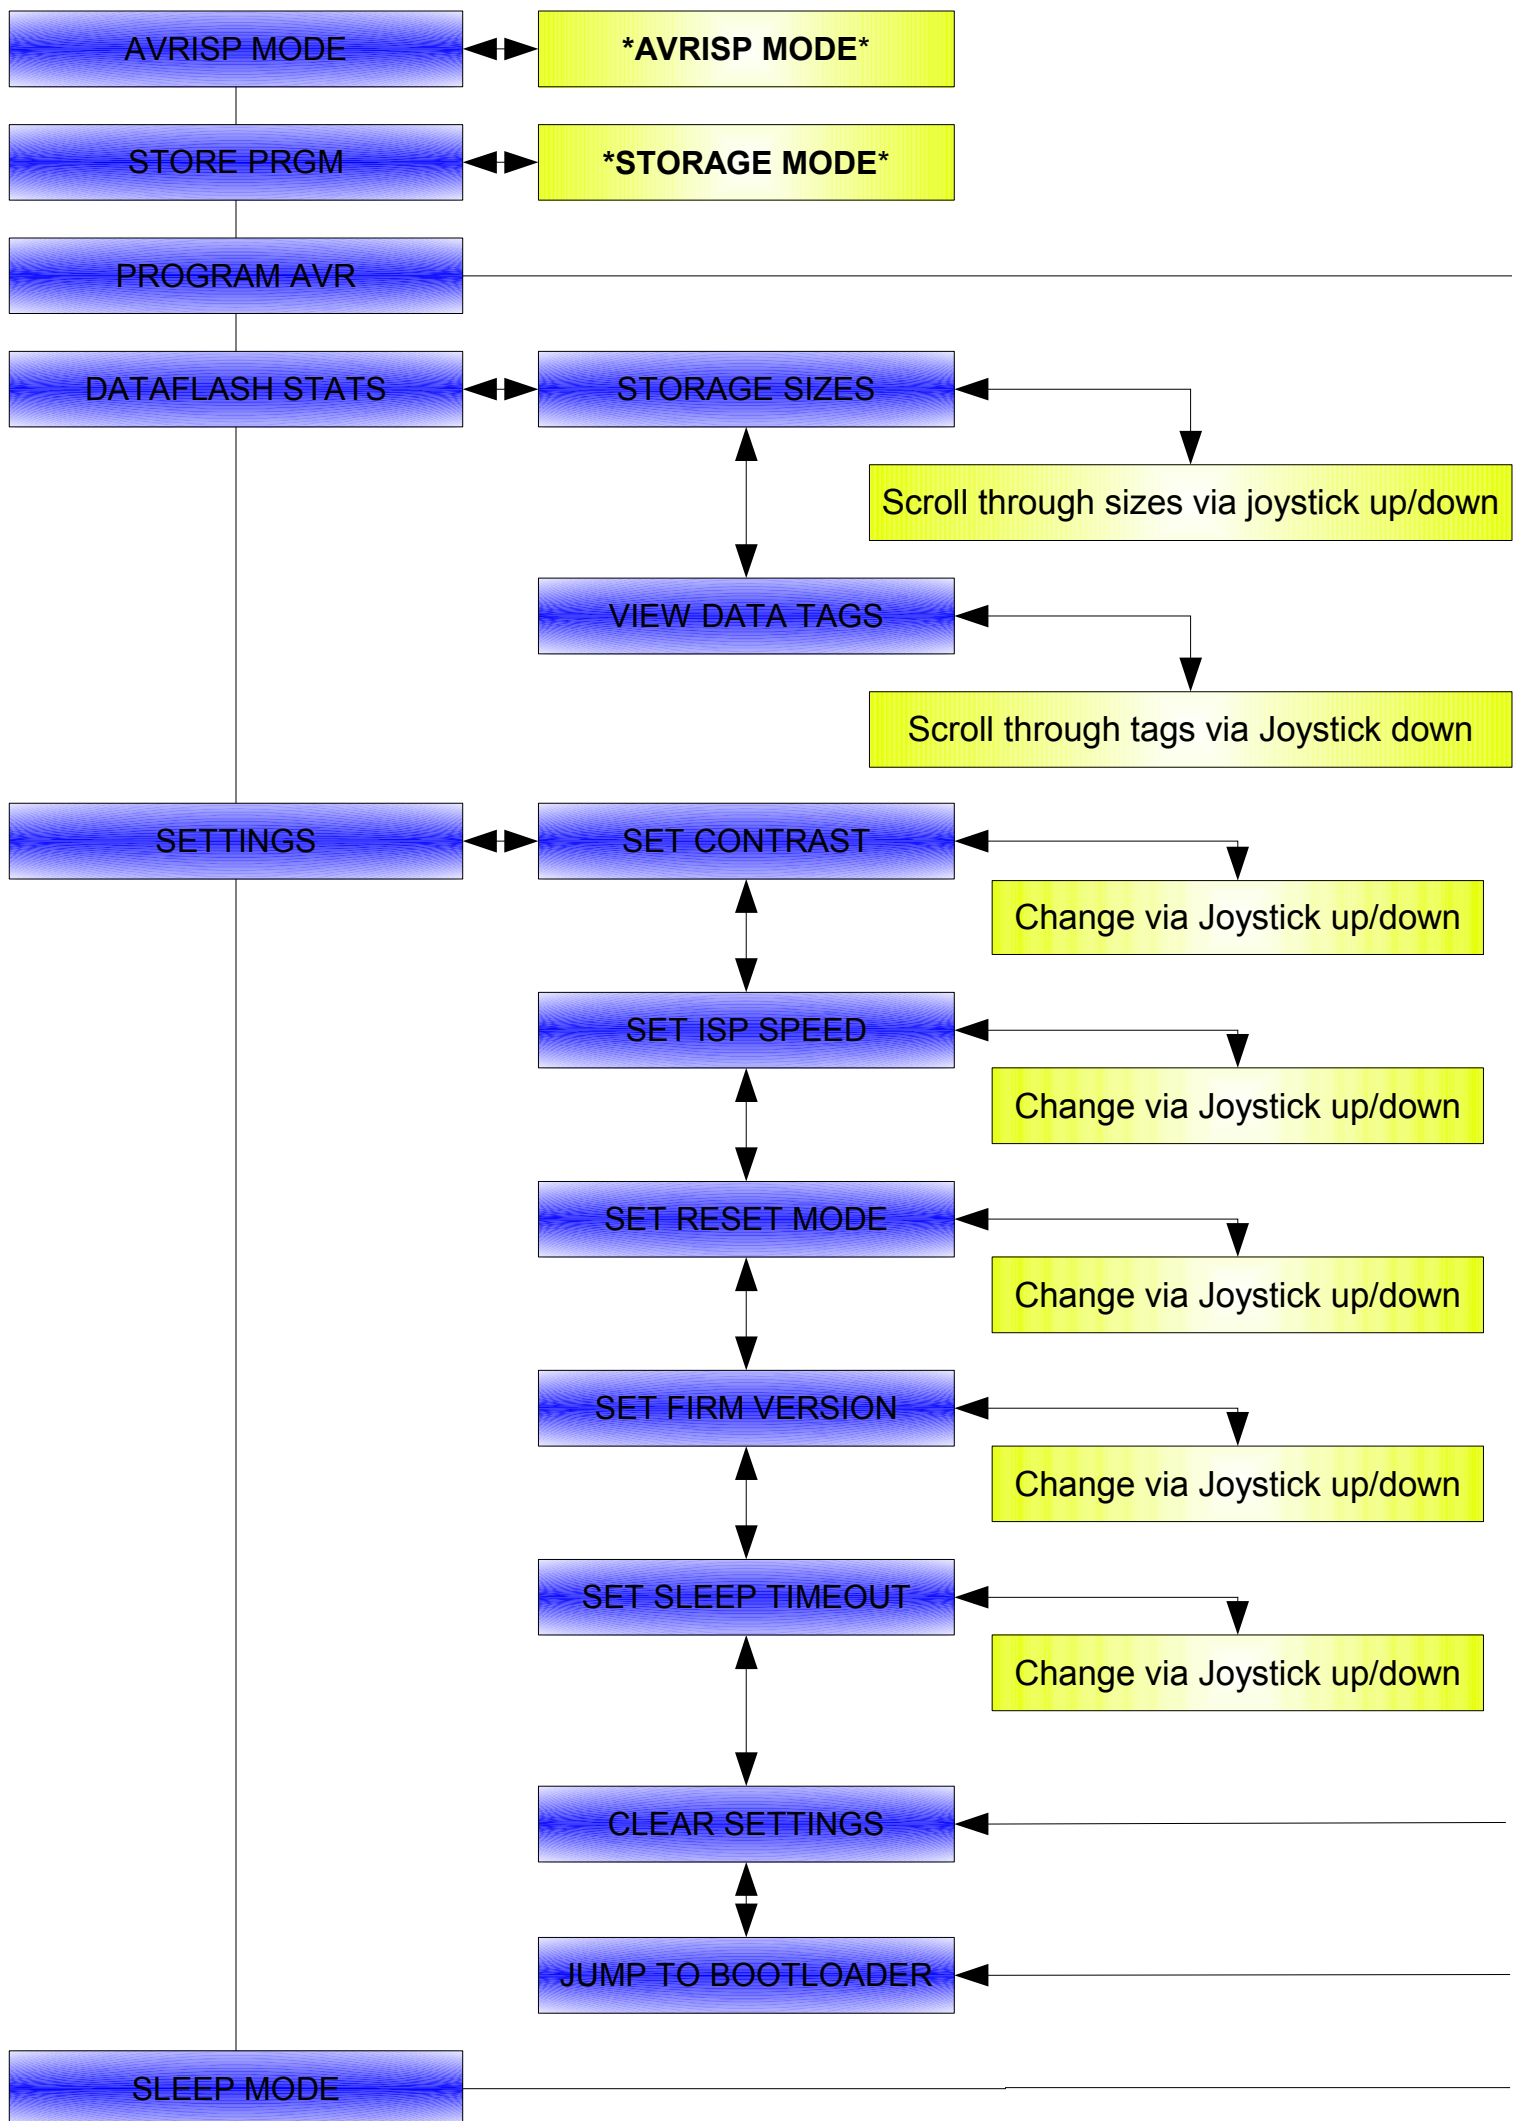 AVRISP MODE
*AVRISP MODE*
STORE PRGM
*STORAGE MODE*
PROGRAM AVR
DATAFLASH STATS
STORAGE SIZES
Scroll through sizes via joystick up/down
VIEW DATA TAGS
Scroll through tags via Joystick down
SETTINGS
SET CONTRAST
Change via Joystick up/down
SET ISP SPEED
Change via Joystick up/down
SET RESET MODE
Change via Joystick up/down
SET FIRM VERSION
Change via Joystick up/down
SET SLEEP TIMEOUT
Change via Joystick up/down
CLEAR SETTINGS
JUMP TO BOOTLOADER
SLEEP MODE